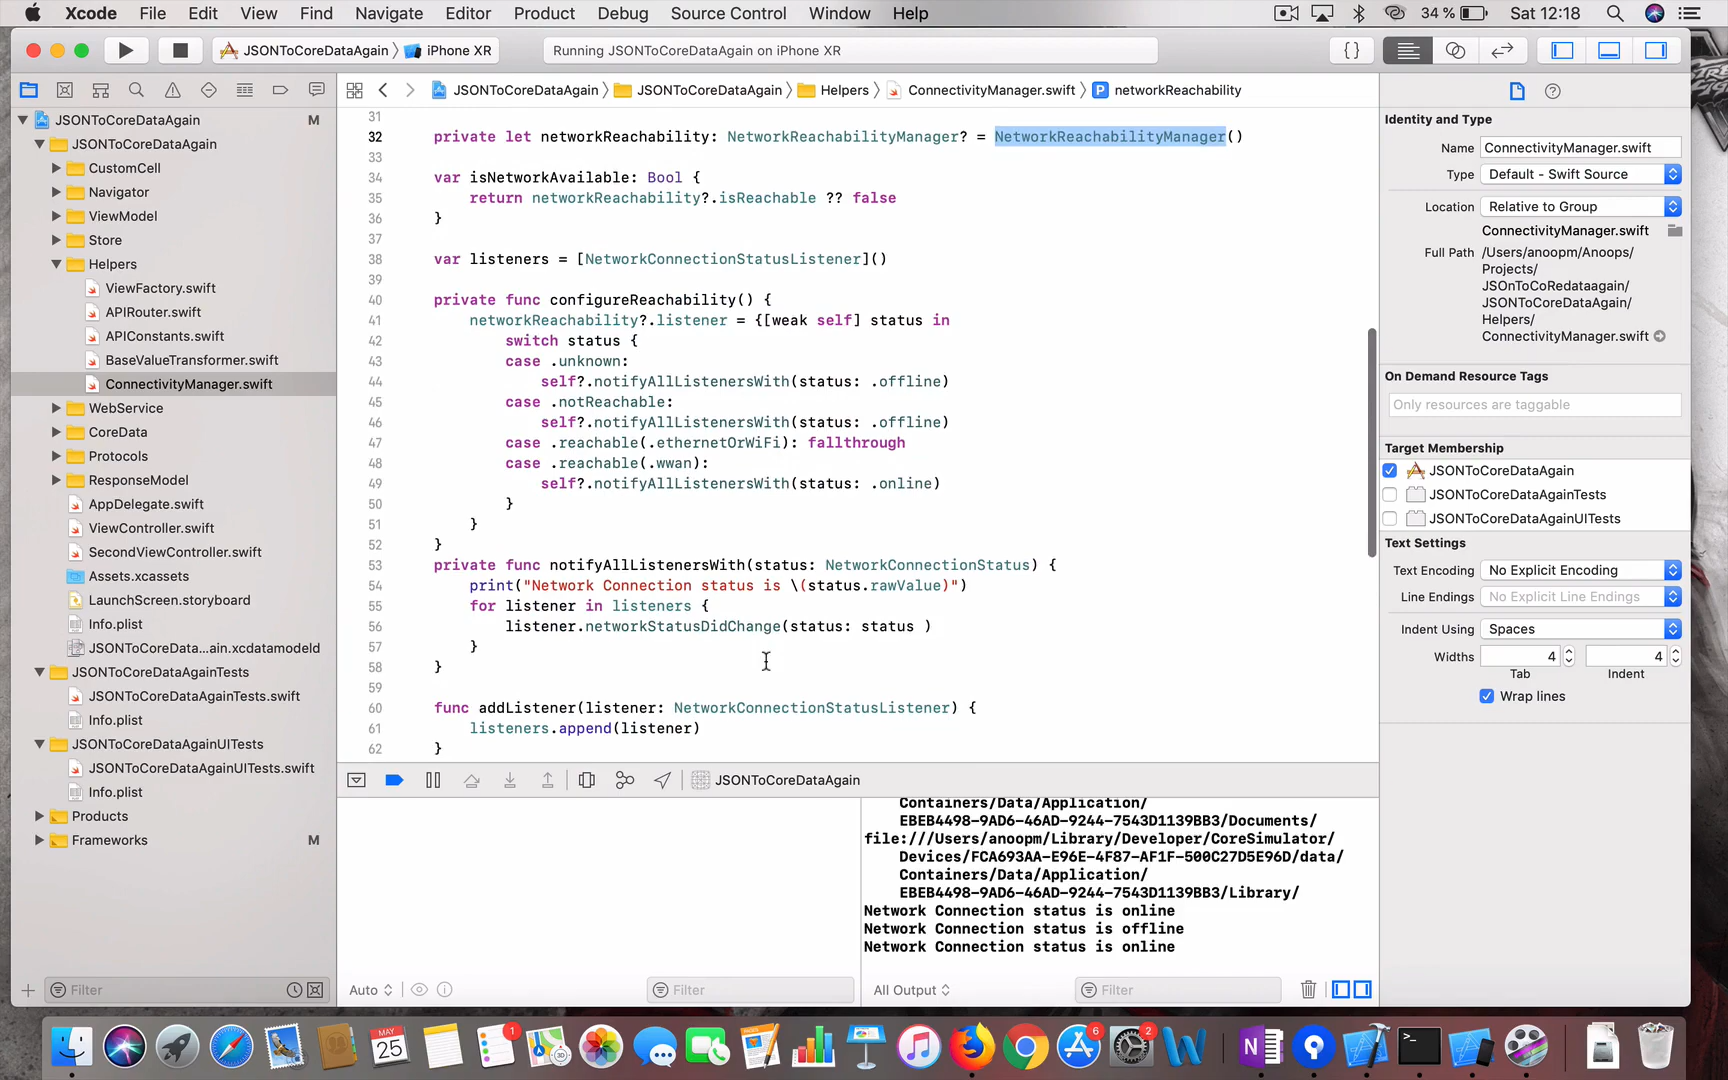 Xcode File Edit View Find Navigate Editor Product Debug Source Control Window Help 34 % Sat 12:18
JSONToCoreDataAgain iPhone XR Running JSONToCoreDataAgain on iPhone XR
JSONToCoreDataAgain M
JSONToCoreDataAgain
CustomCell
Navigator
ViewModel
Store
Helpers
ViewFactory.swift
APIRouter.swift
APIConstants.swift
BaseValueTransformer.swift
ConnectivityManager.swift
WebService
CoreData
Protocols
ResponseModel
AppDelegate.swift
ViewController.swift
SecondViewController.swift
Assets.xcassets
LaunchScreen.storyboard
Info.plist
JSONToCoreData...ain.xcdatamodeld
JSONToCoreDataAgainTests
JSONToCoreDataAgainTests.swift
Info.plist
JSONToCoreDataAgainUITests
JSONToCoreDataAgainUITests.swift
Info.plist
Products
Frameworks M
Filter
JSONToCoreDataAgain JSONToCoreDataAgain Helpers ConnectivityManager.swift P networkReachability
31
32 private let networkReachability: NetworkReachabilityManager? = NetworkReachabilityManager()
33
34 var isNetworkAvailable: Bool {
35 return networkReachability?.isReachable ?? false
36 }
37
38 var listeners = [NetworkConnectionStatusListener]()
39
40 private func configureReachability() {
41 networkReachability?.listener = {[weak self] status in
42 switch status {
43 case .unknown:
44 self?.notifyAllListenersWith(status: .offline)
45 case .notReachable:
46 self?.notifyAllListenersWith(status: .offline)
47 case .reachable(.ethernetOrWiFi): fallthrough
48 case .reachable(.wwan):
49 self?.notifyAllListenersWith(status: .online)
50 }
51 }
52 }
53 private func notifyAllListenersWith(status: NetworkConnectionStatus) {
54 print("Network Connection status is \(status.rawValue)")
55 for listener in listeners {
56 listener.networkStatusDidChange(status: status )
57 }
58 }
59
60 func addListener(listener: NetworkConnectionStatusListener) {
61 listeners.append(listener)
62 }
JSONToCoreDataAgain
Containers/Data/Application/
EBEB4498-9AD6-46AD-9244-7543D1139BB3/Documents/
file:///Users/anoopm/Library/Developer/CoreSimulator/
Devices/FCA693AA-E96E-4F87-AF1F-500C27D5E96D/data/
Containers/Data/Application/
EBEB4498-9AD6-46AD-9244-7543D1139BB3/Library/
Network Connection status is online
Network Connection status is offline
Network Connection status is online
Auto Filter All Output Filter
Identity and Type
Name ConnectivityManager.swift
Type Default - Swift Source
Location Relative to Group
ConnectivityManager.swift
Full Path /Users/anoopm/Anoops/
Projects/
JSOnToCoRedataagain/
JSONToCoreDataAgain/
Helpers/
ConnectivityManager.swift
On Demand Resource Tags
Only resources are taggable
Target Membership
JSONToCoreDataAgain
JSONToCoreDataAgainTests
JSONToCoreDataAgainUITests
Text Settings
Text Encoding No Explicit Encoding
Line Endings No Explicit Line Endings
Indent Using Spaces
Widths 4 4
Tab Indent
Wrap lines
MAY
25
1
6
2